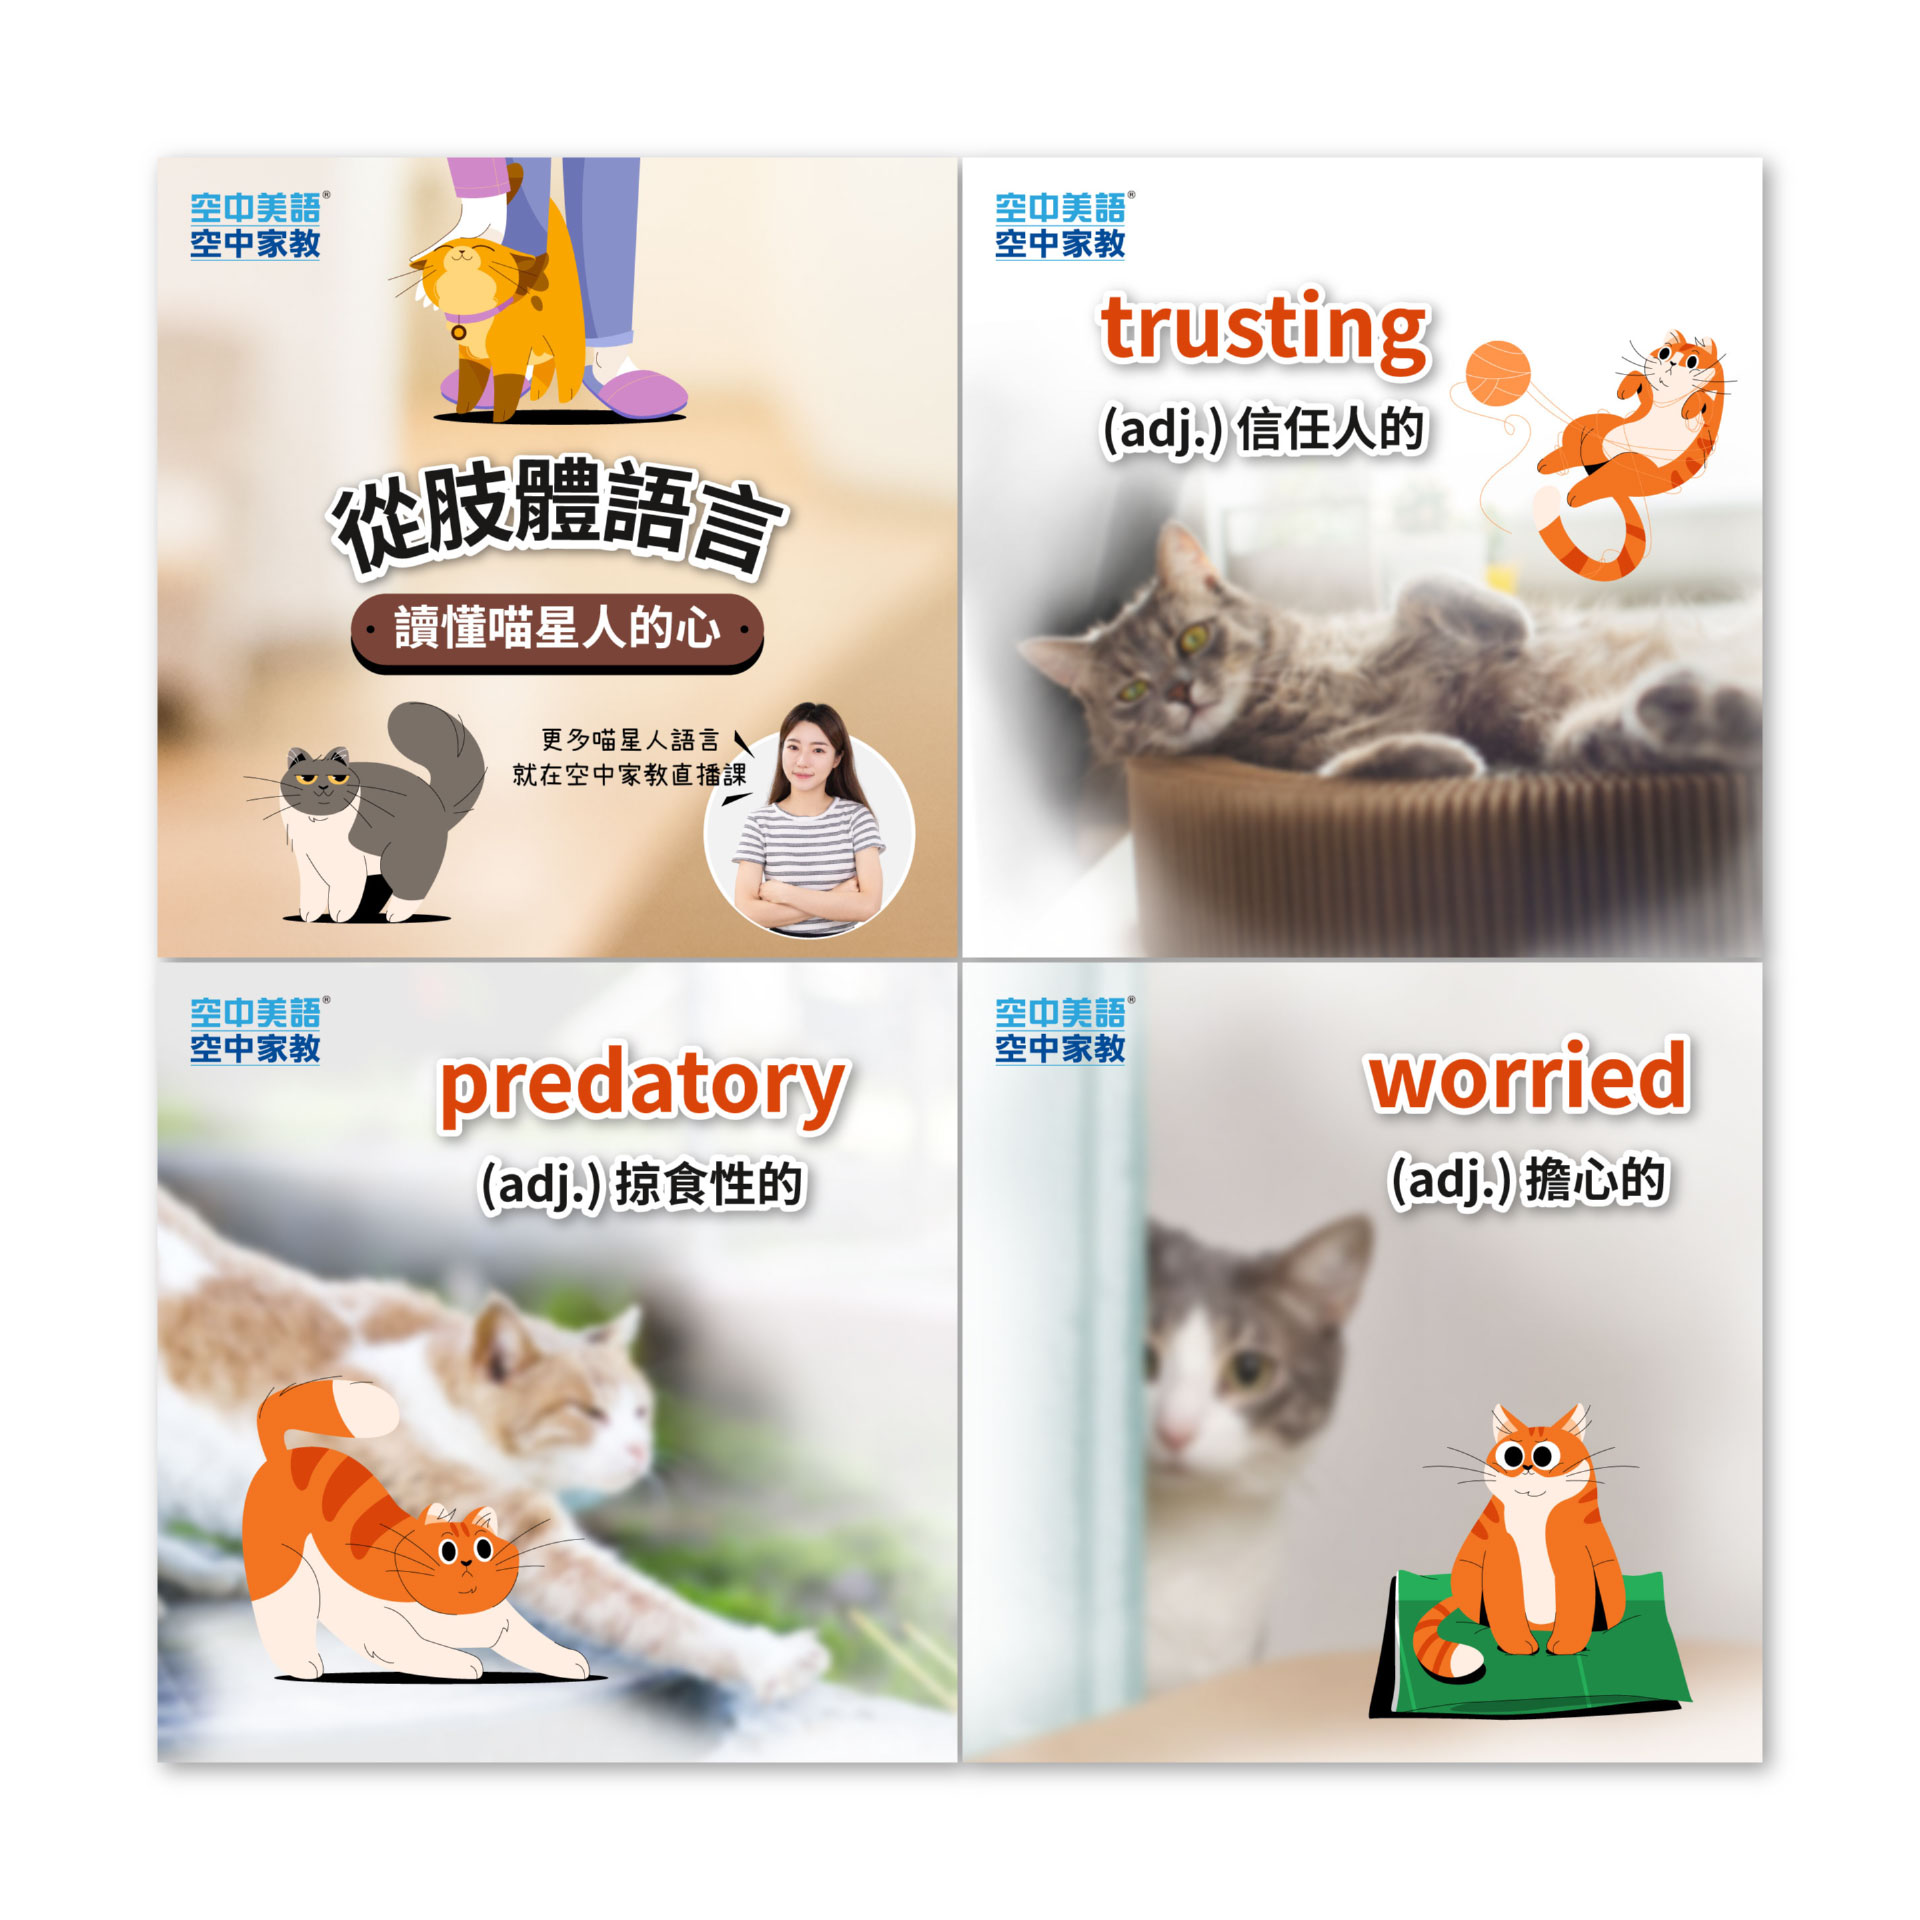 空中美語®
空中家教
從肢體語言
讀懂喵星人的心
更多喵星人語言
就在空中家教直播課
空中美語®
空中家教
trusting
(adj.) 信任人的
空中美語®
空中家教
predatory
(adj.) 掠食性的
空中美語®
空中家教
worried
(adj.) 擔心的